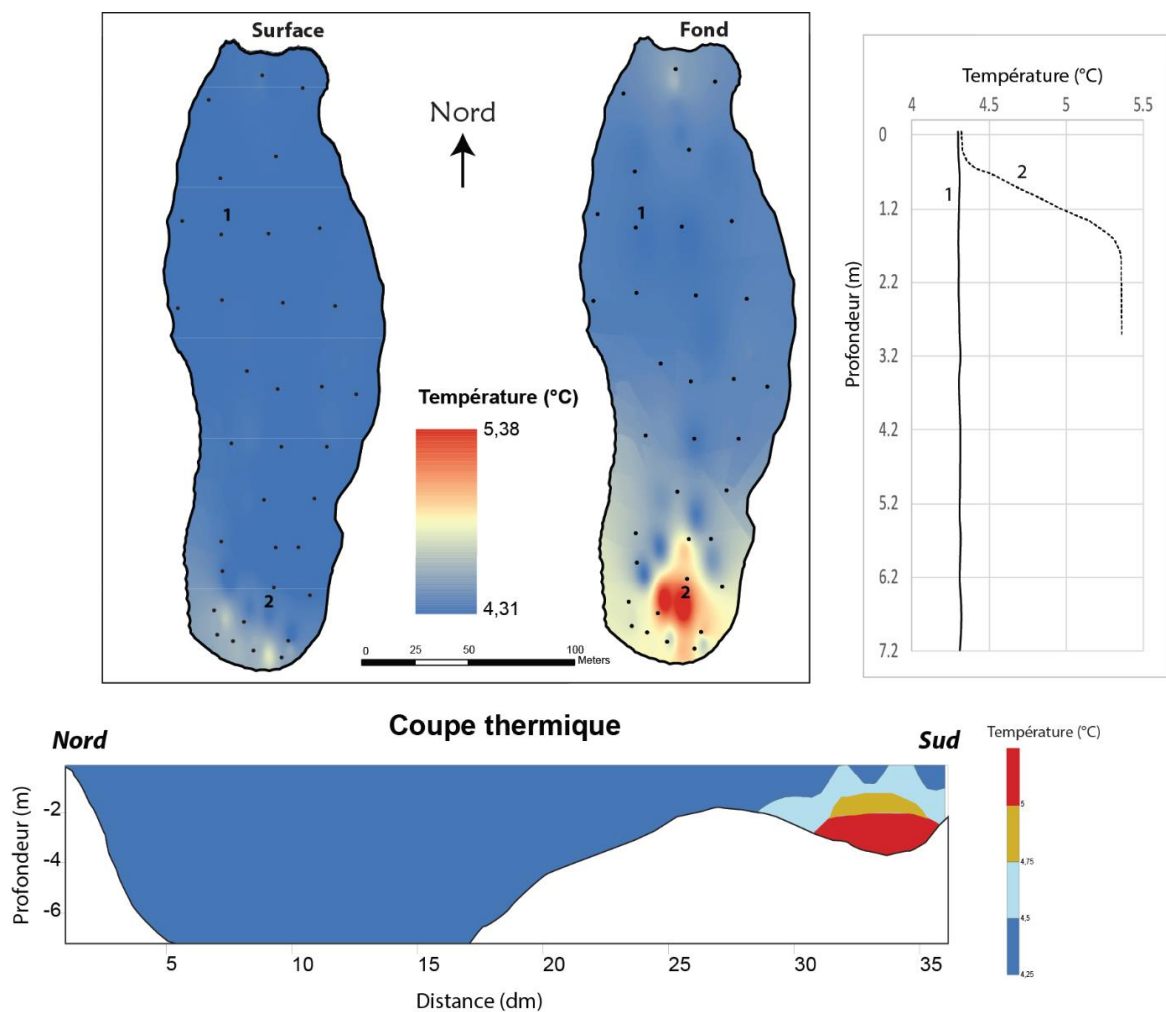 Surface
Fond
Nord
1
2
1
2
Température (°C)
5,38
4,31
0 25 50 100
Meters
Température (°C)
4 4.5 5 5.5
0
1.2
2.2
3.2
4.2
5.2
6.2
7.2
Profondeur (m)
1
2
Coupe thermique
Nord
Sud
Profondeur (m)
-2
-4
-6
5 10 15 20 25 30 35
Distance (dm)
Température (°C)
5
4,75
4,5
4,25